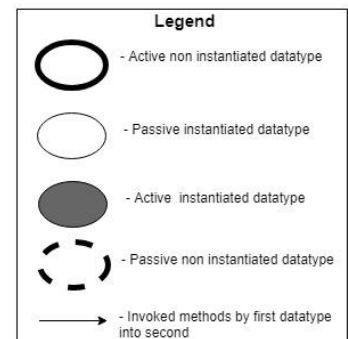 Legend
- Active non instantiated datatype
- Passive instantiated datatype
- Active instantiated datatype
- Passive non instantiated datatype
- Invoked methods by first datatype
into second